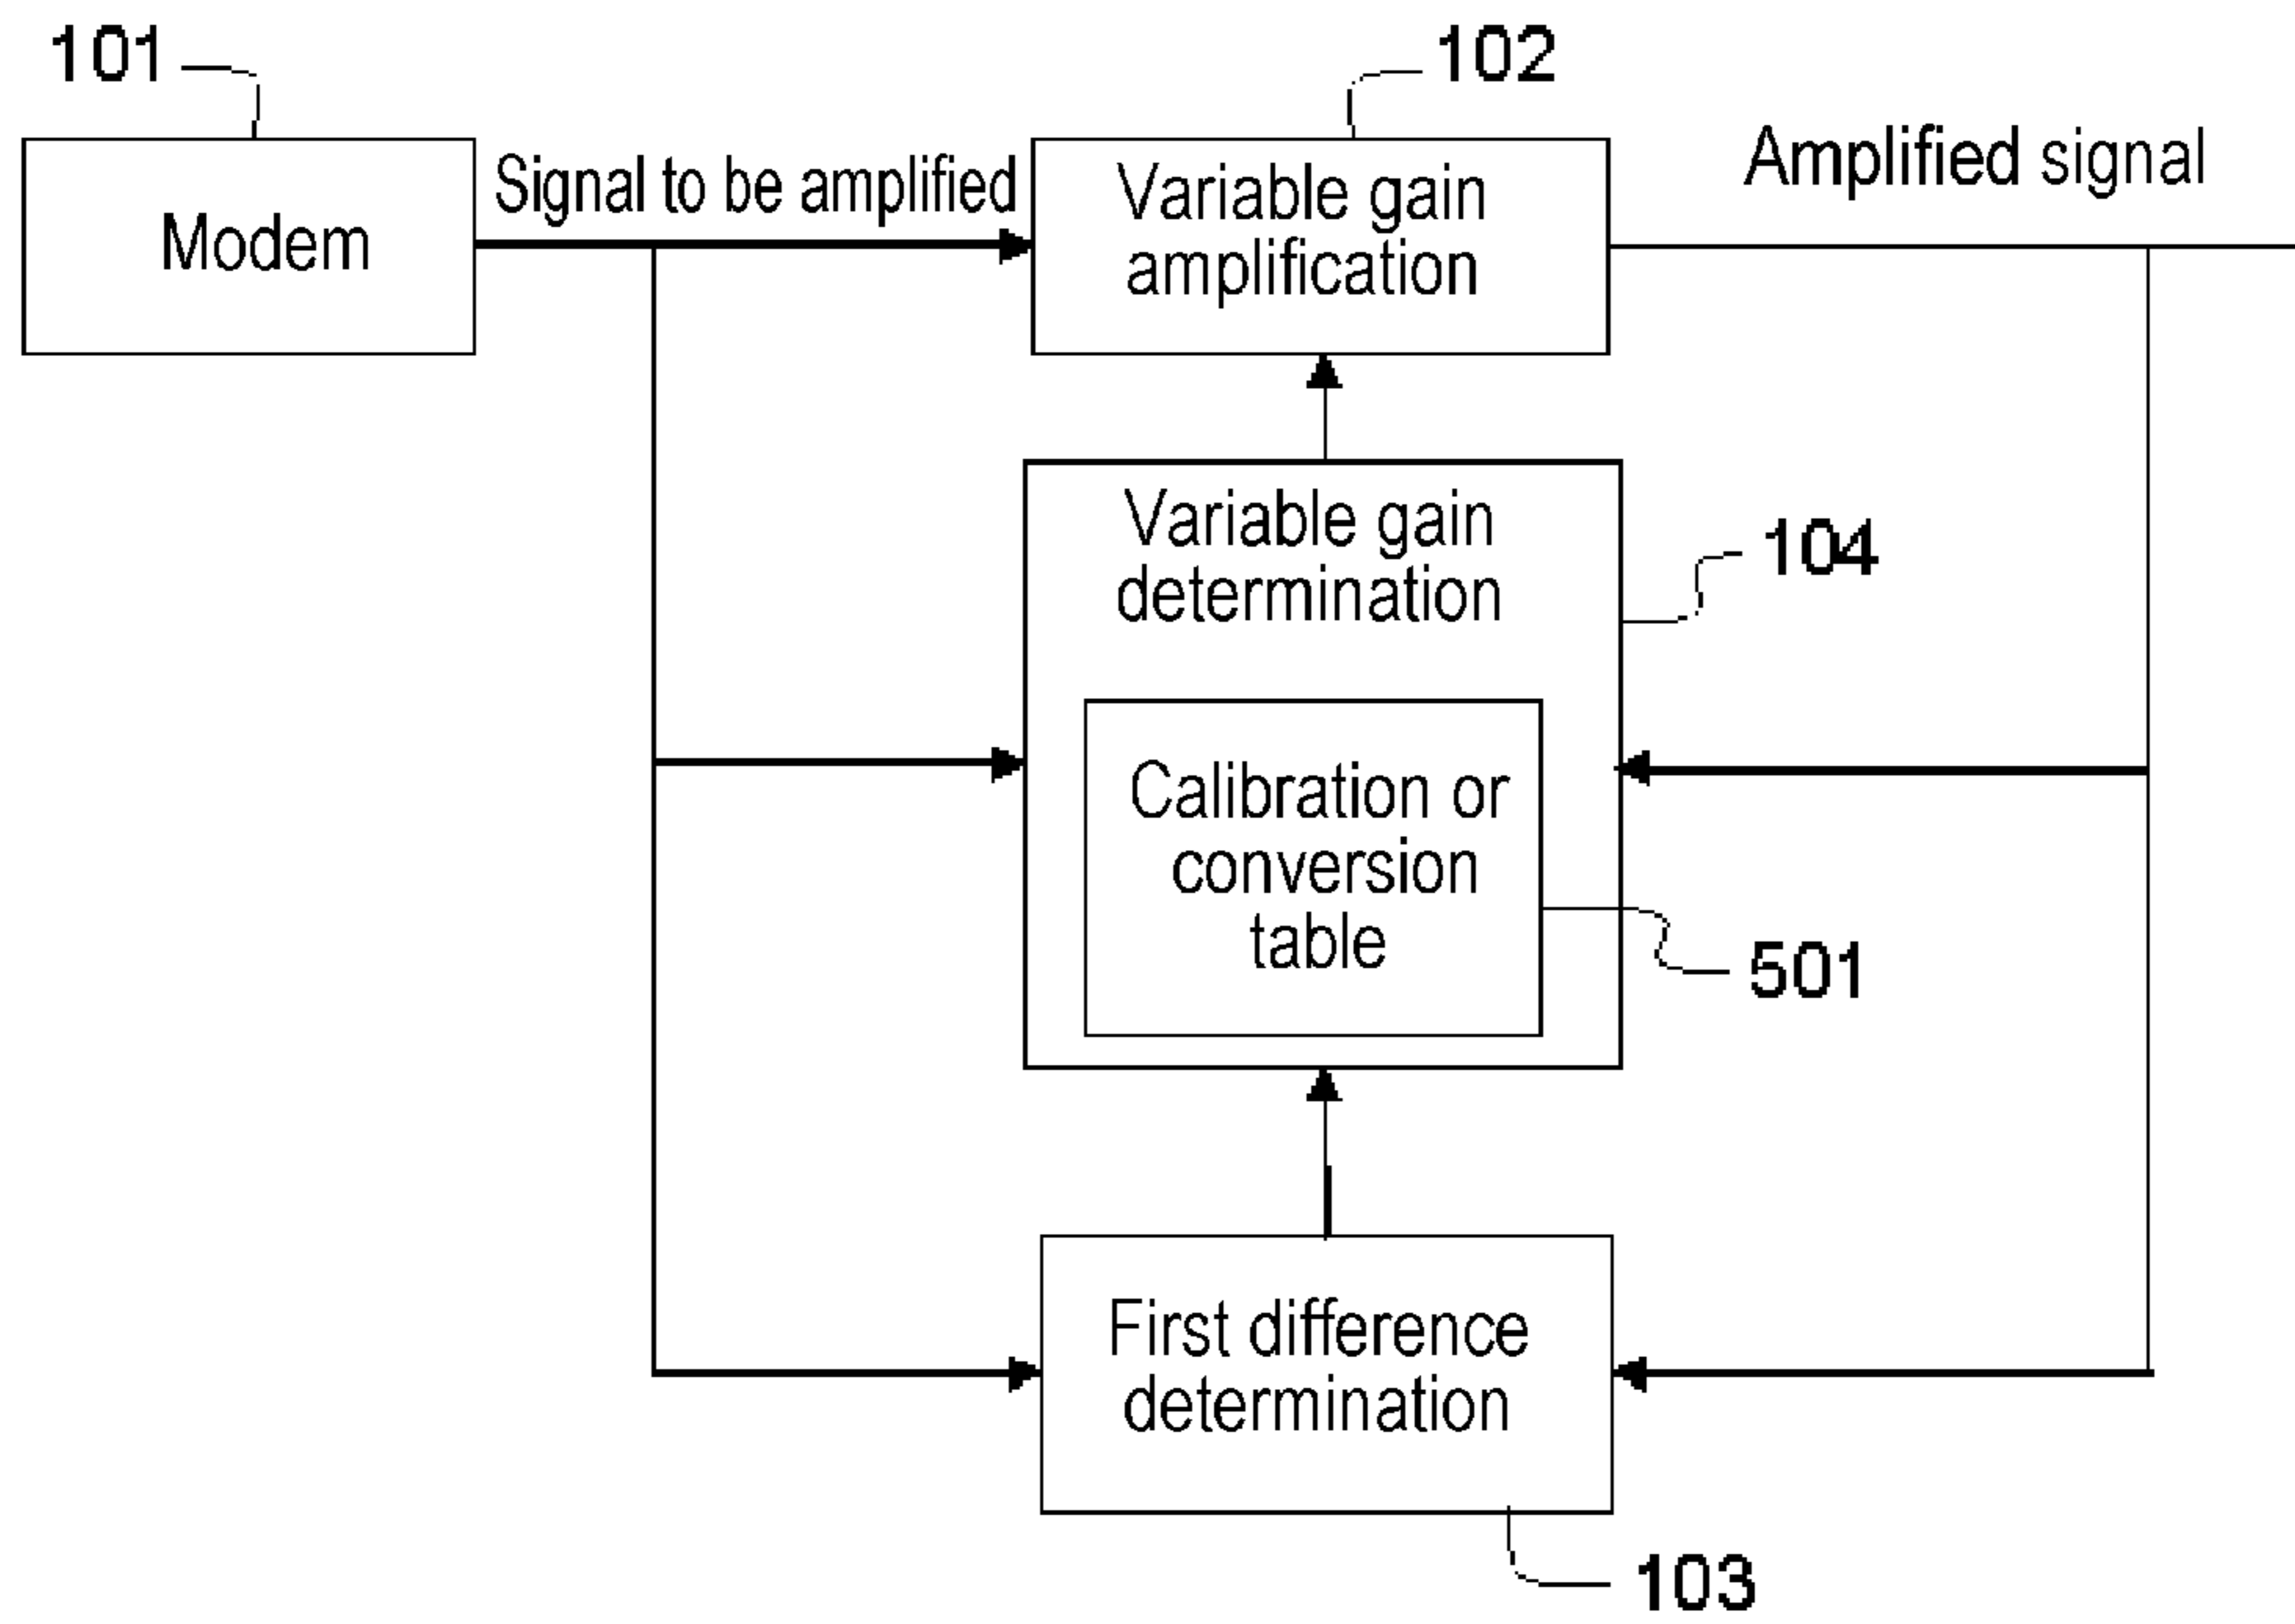 101
102
Modem
Signal to be amplified
Variable gain
amplification
Amplified signal
Variable gain
determination
104
Calibration or
conversion
table
501
First difference
determination
103